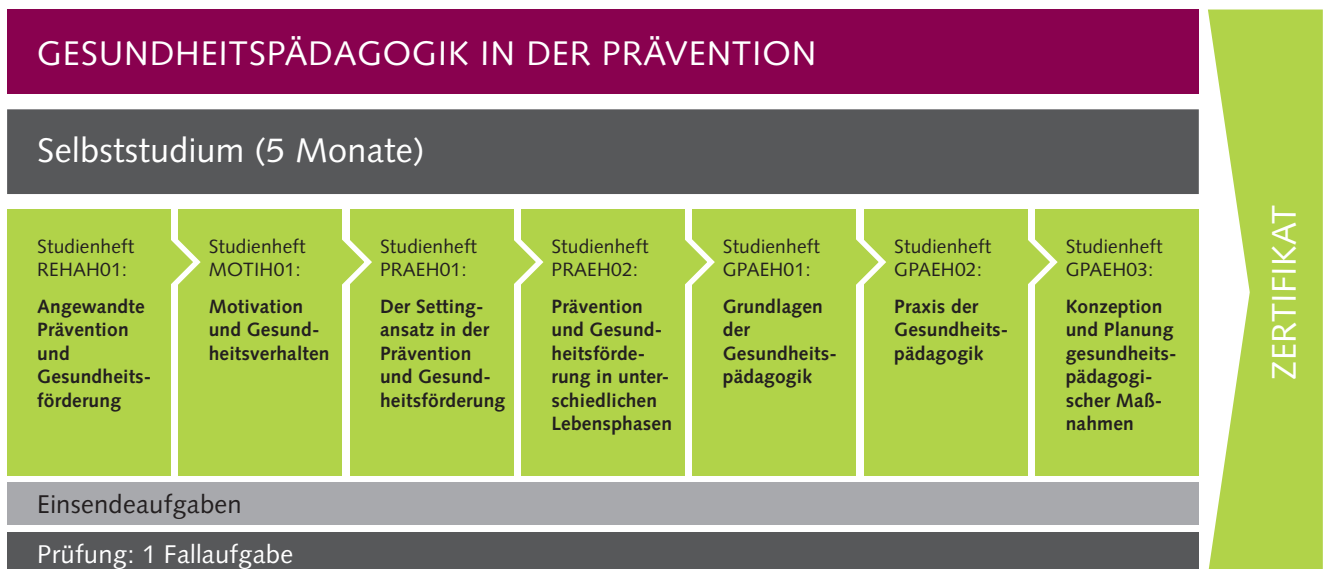 GESUNDHEITSPÄDAGOGIK IN DER PRÄVENTION
Selbststudium (5 Monate)
Studienheft
REHAH01:
Angewandte
Prävention
und
Gesundheits-
förderung
Studienheft
MOTIH01:
Motivation
und Gesund-
heitsverhalten
Studienheft
PRAEH01:
Der Setting-
ansatz in der
Prävention
und Gesund-
heitsförderung
Studienheft
PRAEH02:
Prävention
und Gesund-
heitsförde-
rung in unter-
schiedlichen
Lebensphasen
Studienheft
GPAEH01:
Grundlagen
der
Gesundheits-
pädagogik
Studienheft
GPAEH02:
Praxis der
Gesundheits-
pädagogik
Studienheft
GPAEH03:
Konzeption
und Planung
gesundheits-
pädagogi-
scher Maß-
nahmen
Einsendeaufgaben
Prüfung: 1 Fallaufgabe
ZERTIFIKAT